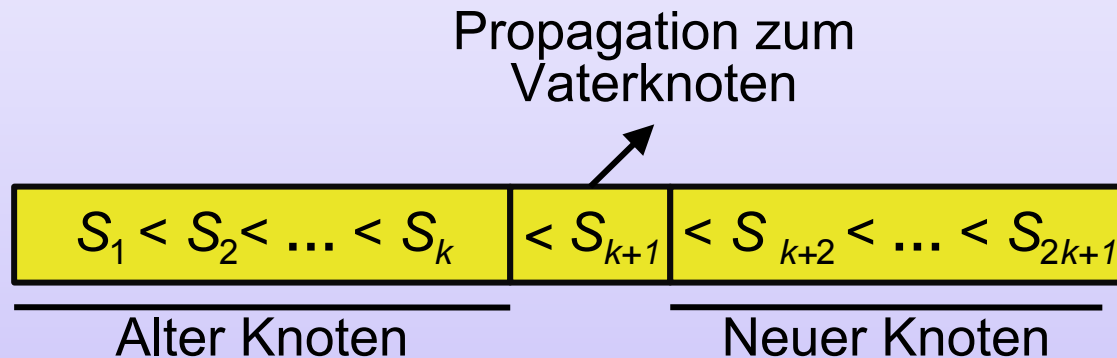 Propagation zum
Vaterknoten
S₁ < S₂ < ... < Sₖ < Sₖ₊₁ < S ₖ₊₂ < ... < S₂ₖ₊₁
Alter Knoten Neuer Knoten